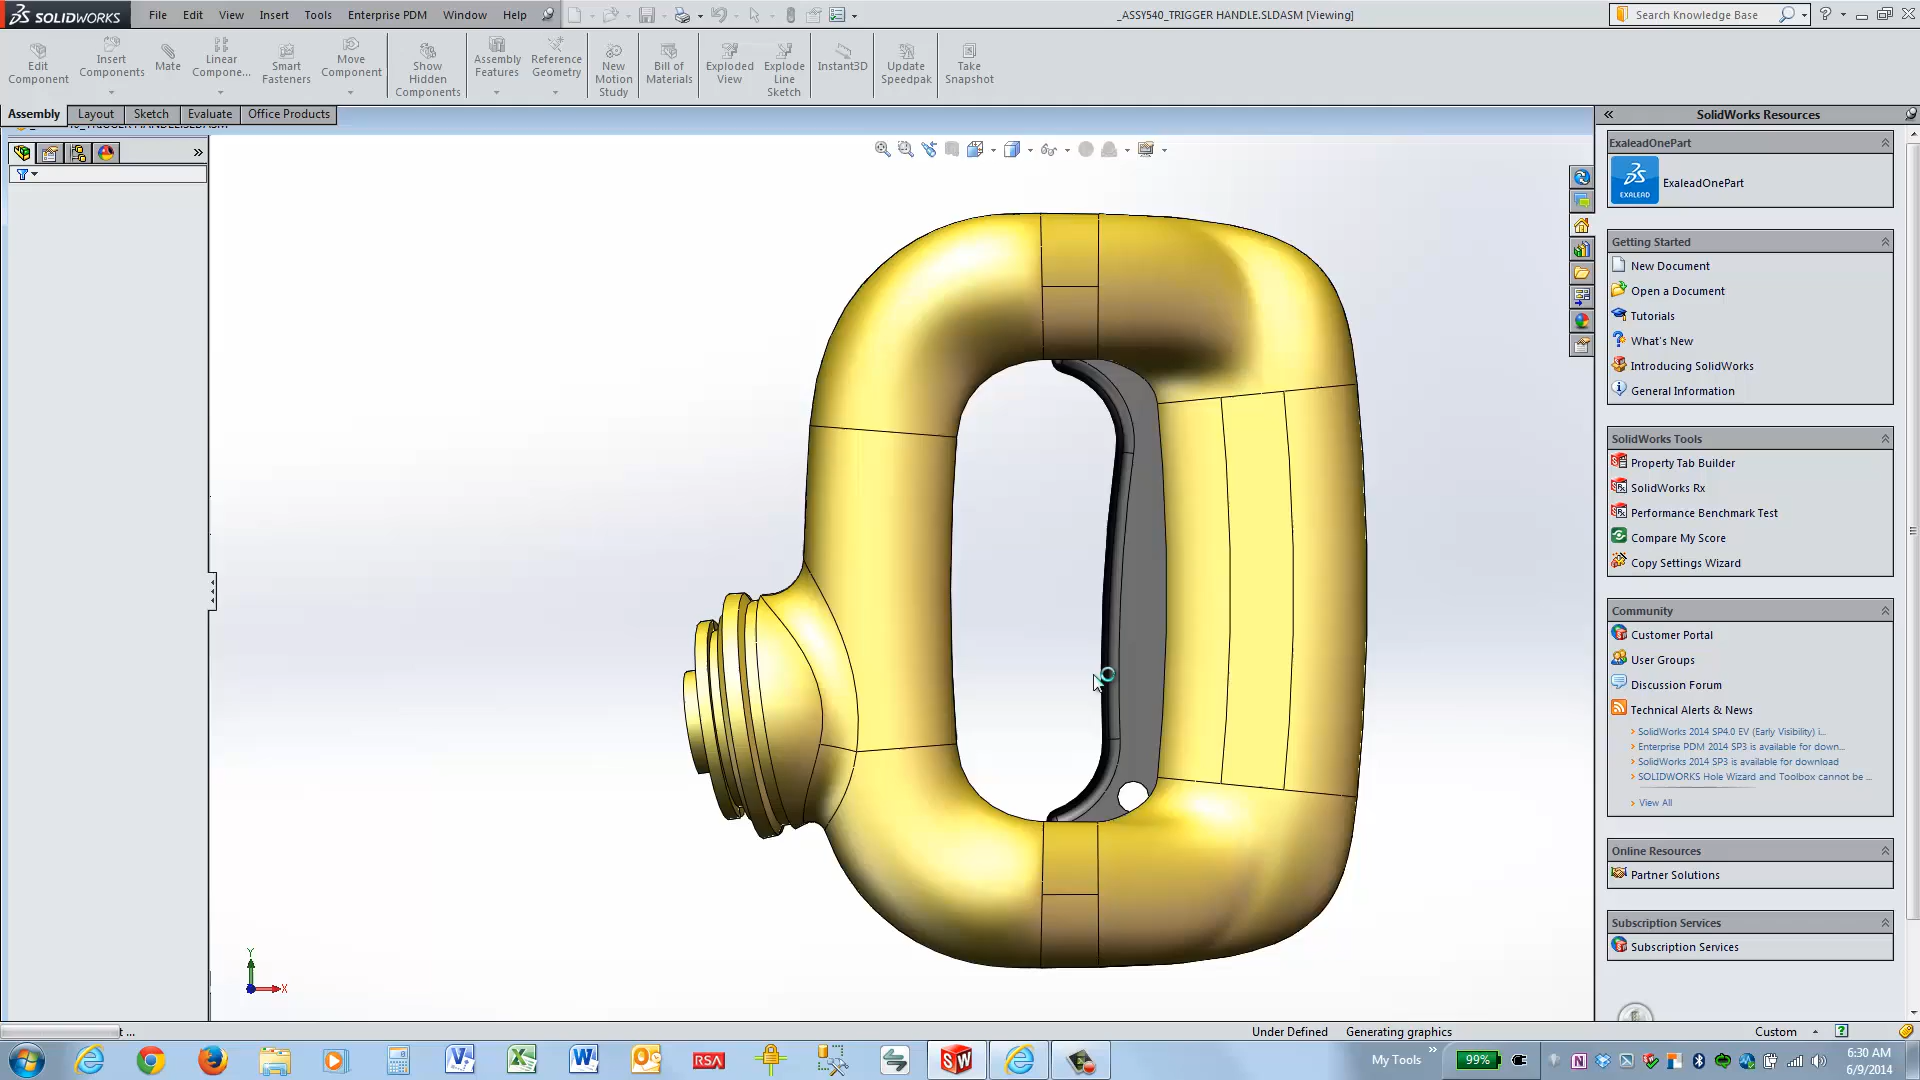 SOLIDWORKS File Edit View Insert Tools Enterprise PDM Window Help _ASSY540_TRIGGER HANDLE.SLDASM [Viewing] Search Knowledge Base
Edit Component
Insert Components
Mate
Linear Compone...
Smart Fasteners
Move Component
Show Hidden Components
Assembly Features
Reference Geometry
New Motion Study
Bill of Materials
Exploded View
Explode Line Sketch
Instant3D
Update Speedpak
Take Snapshot
Assembly Layout Sketch Evaluate Office Products
SolidWorks Resources
ExaleadOnePart
EXALEAD
ExaleadOnePart
Getting Started
New Document
Open a Document
Tutorials
What's New
Introducing SolidWorks
General Information
SolidWorks Tools
Property Tab Builder
SolidWorks Rx
Performance Benchmark Test
Compare My Score
Copy Settings Wizard
Community
Customer Portal
User Groups
Discussion Forum
Technical Alerts & News
SolidWorks 2014 SP4.0 EV (Early Visibility) i...
Enterprise PDM 2014 SP3 is available for down...
SolidWorks 2014 SP3 is available for download
SOLIDWORKS Hole Wizard and Toolbox cannot be ...
View All
Online Resources
Partner Solutions
Subscription Services
Subscription Services
Y
X
Under Defined Generating graphics Custom
RSA
SW
My Tools
99%
6:30 AM
6/9/2014